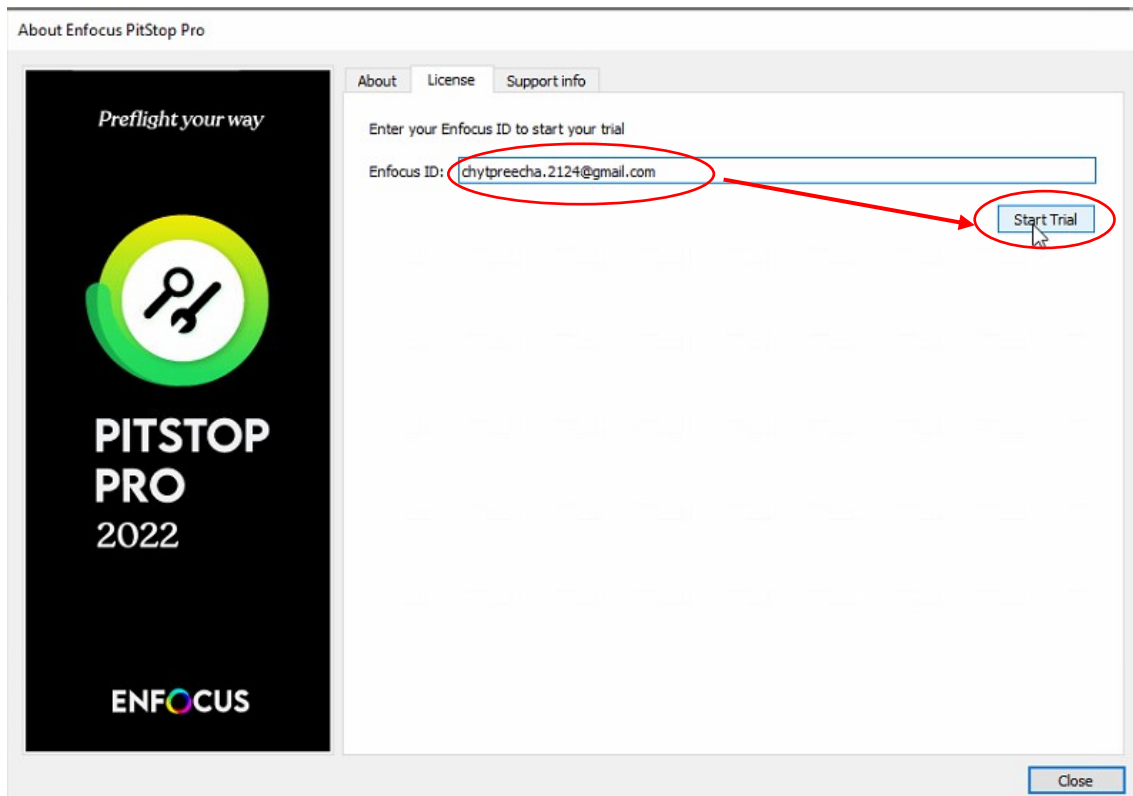 About Enfocus PitStop Pro
Preflight your way
PITSTOP
PRO
2022
ENFOCUS
About License Support info
Enter your Enfocus ID to start your trial
Enfocus ID: chytpreecha.2124@gmail.com
Start Trial
Close